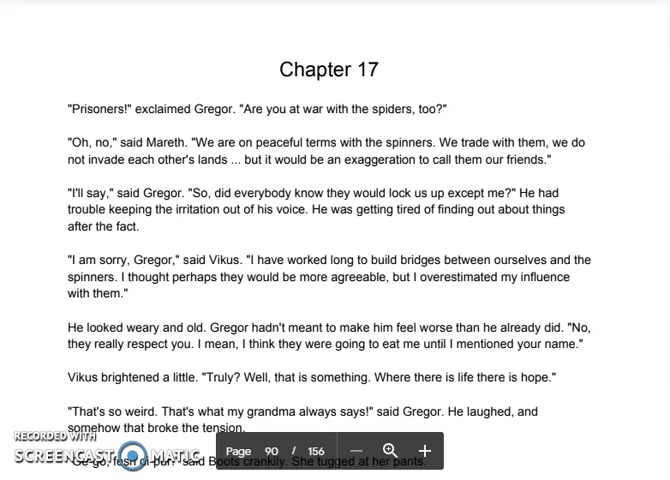 Chapter 17
"Prisoners!" exclaimed Gregor. "Are you at war with the spiders, too?"
"Oh, no," said Mareth. "We are on peaceful terms with the spinners. We trade with them, we do
not invade each other's lands ... but it would be an exaggeration to call them our friends."
"I'll say," said Gregor. "So, did everybody know they would lock us up except me?" He had
trouble keeping the irritation out of his voice. He was getting tired of finding out about things
after the fact.
"I am sorry, Gregor," said Vikus. "I have worked long to build bridges between ourselves and the
spinners. I thought perhaps they would be more agreeable, but I overestimated my influence
with them."
He looked weary and old. Gregor hadn't meant to make him feel worse than he already did. "No,
they really respect you. I mean, I think they were going to eat me until I mentioned your name."
Vikus brightened a little. "Truly? Well, that is something. Where there is life there is hope."
"That's so weird. That's what my grandma always says!" said Gregor. He laughed, and
somehow that broke the tension.
said Boots crankily. She tugged at her pants.
RECORDED WITH
SCREENCAST MATIC
Page 90 / 156